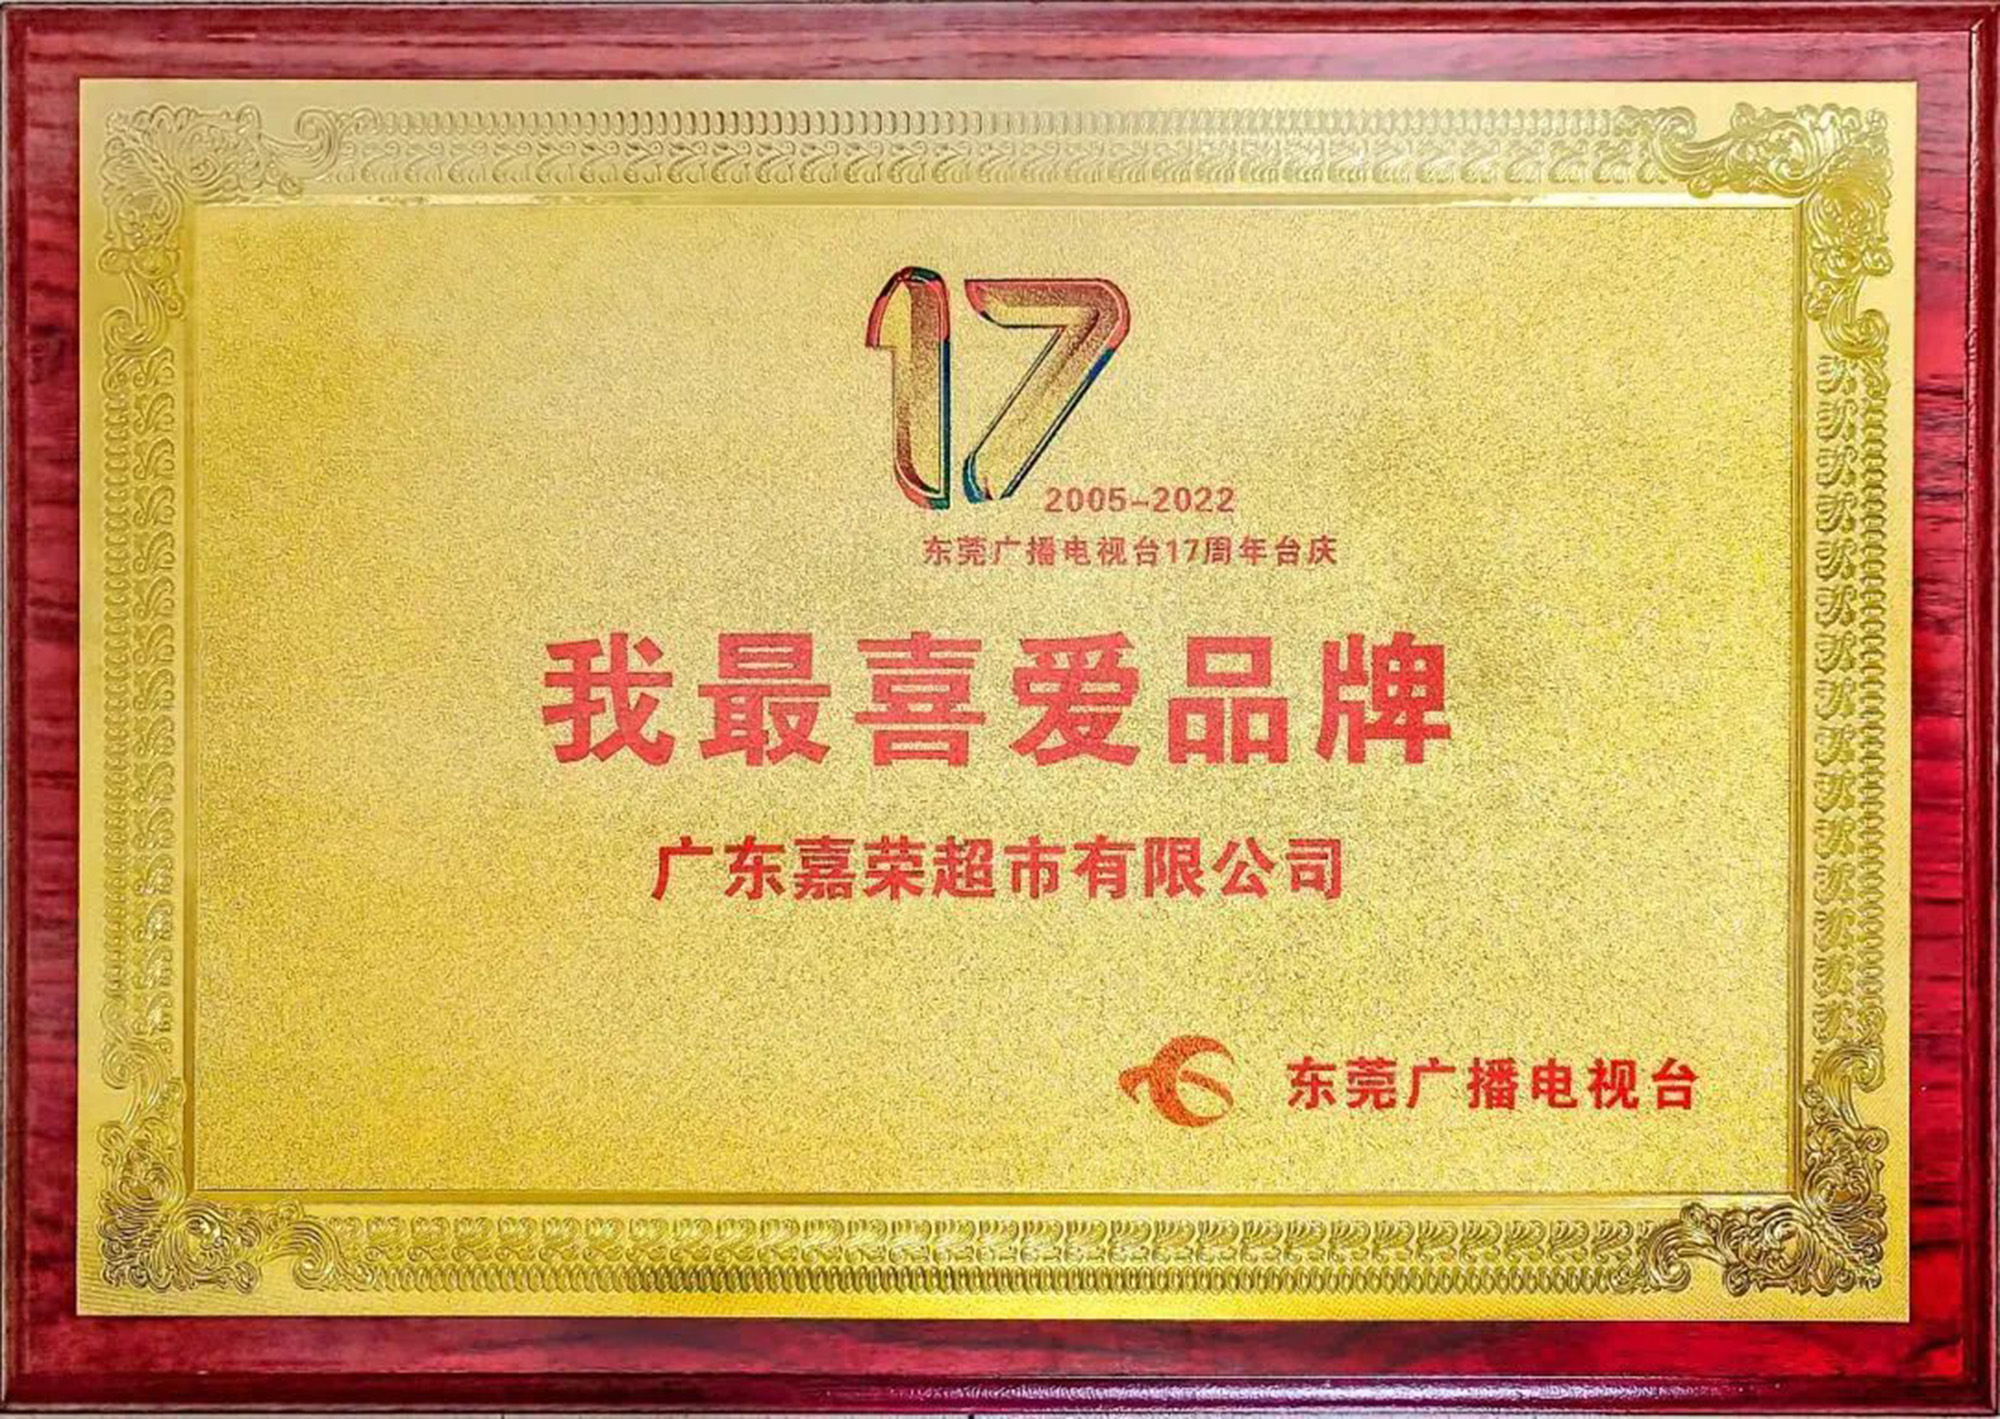 17
2005-2022
东莞广播电视台17周年台庆
我最喜爱品牌
广东嘉荣超市有限公司
东莞广播电视台